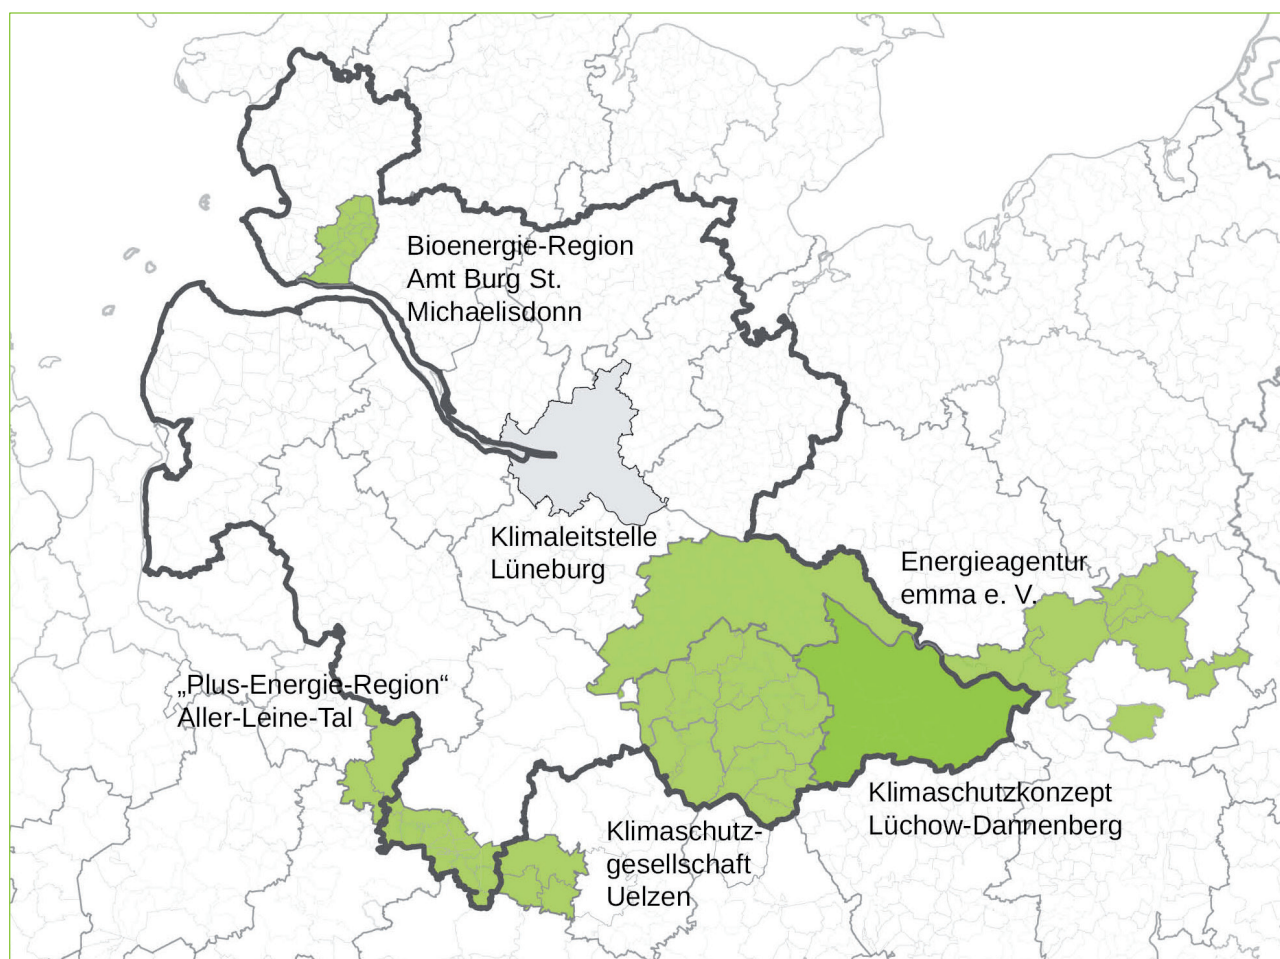 Bioenergie-Region
Amt Burg St.
Michaelisdonn
Klimaleitstelle
Lüneburg
Energieagentur
emma e. V.
„Plus-Energie-Region“
Aller-Leine-Tal
Klimaschutzkonzept
Lüchow-Dannenberg
Klimaschutz-
gesellschaft
Uelzen